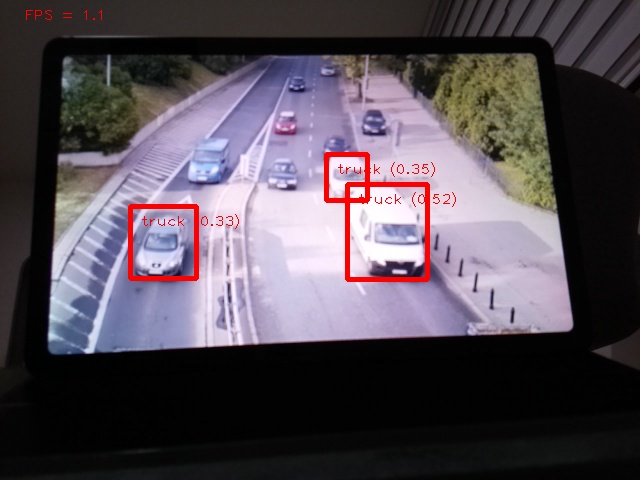 FPS = 1.1
truck (0.35)
truck (0.52)
truck (0.33)